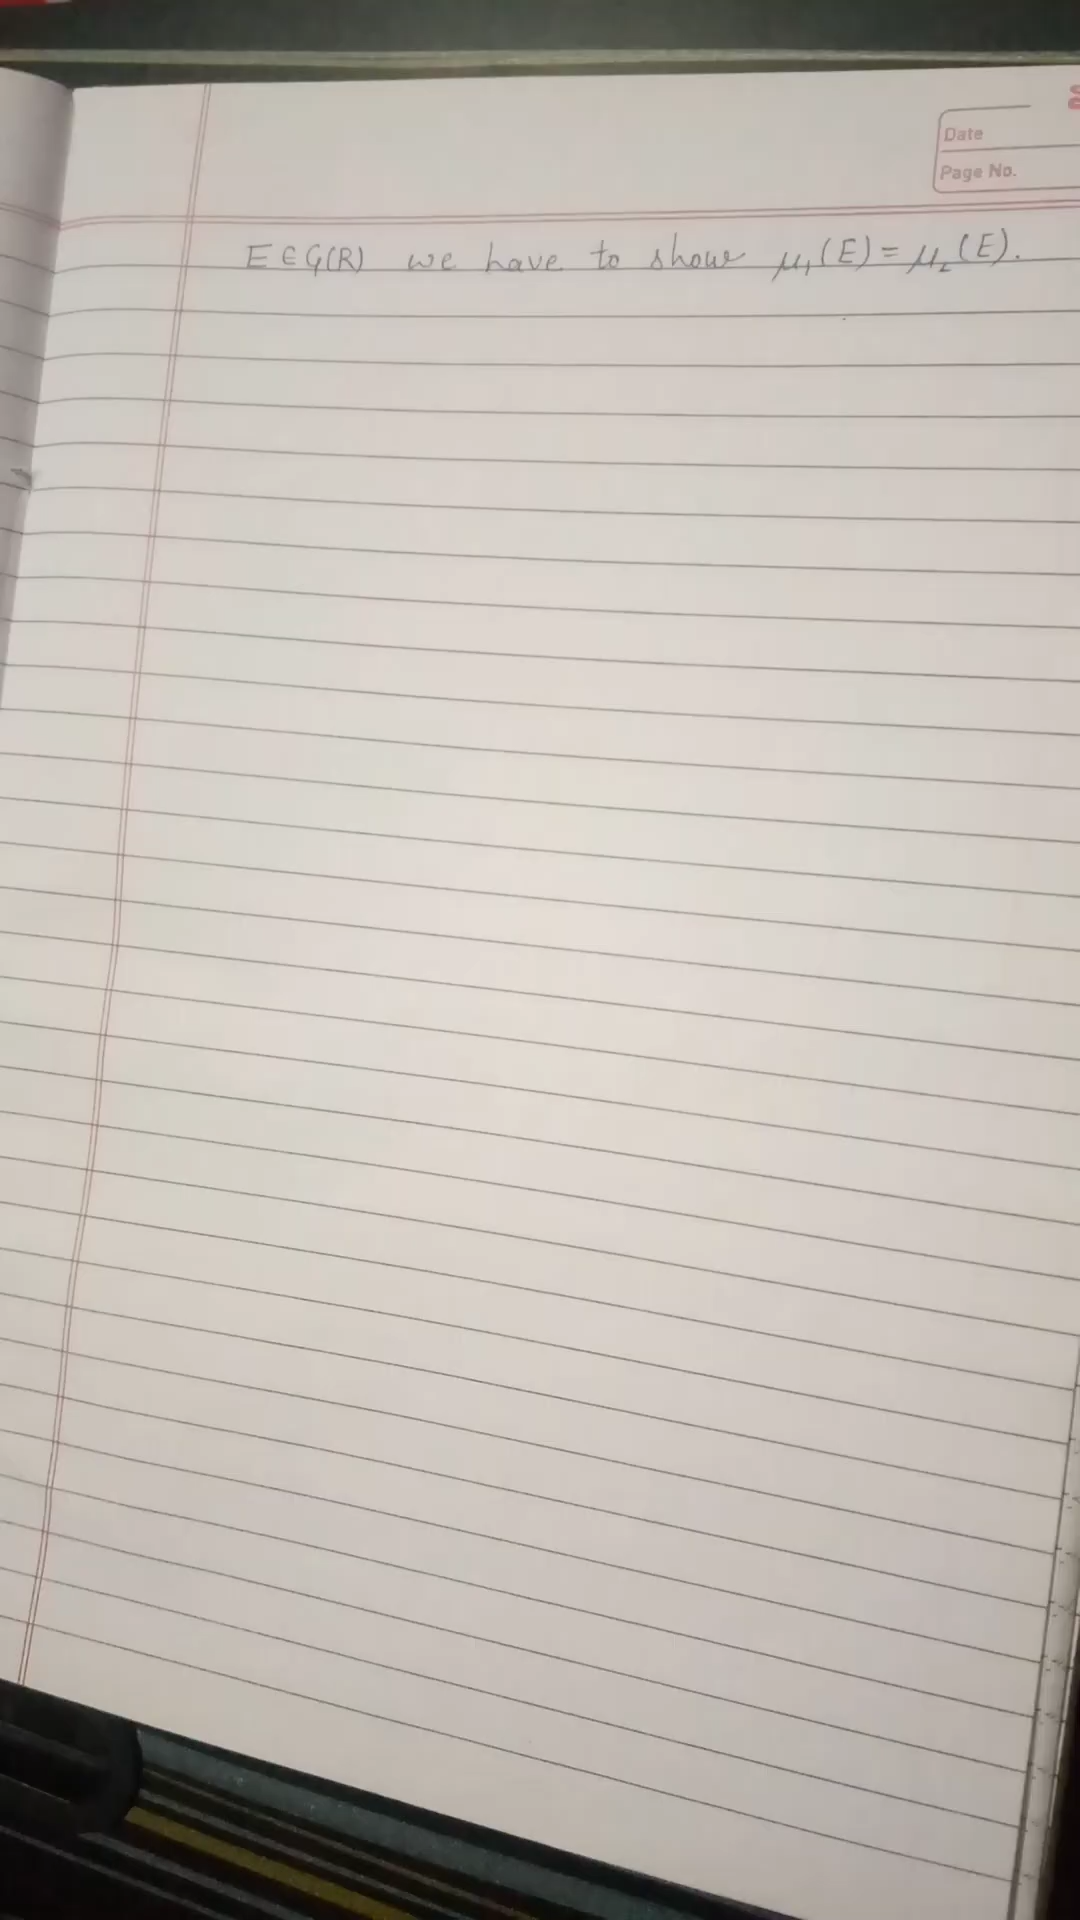 Date
Page No.
E ∈ G(R) we have to show μ₁(E) = μ₂(E).